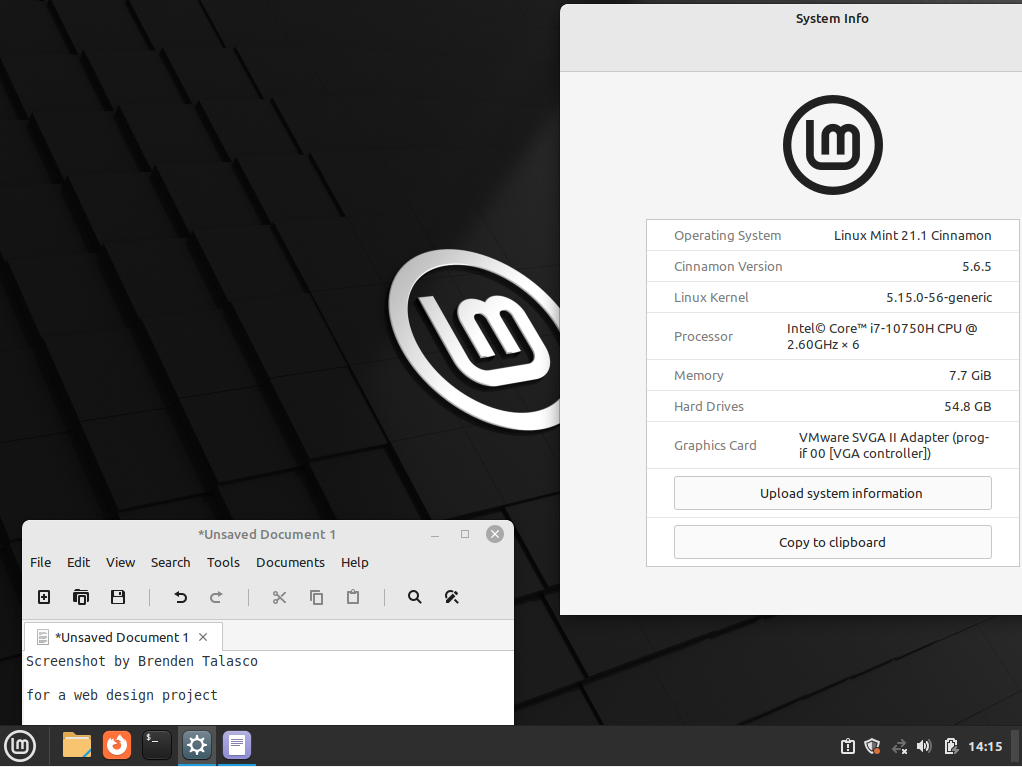 System Info
Operating System Linux Mint 21.1 Cinnamon
Cinnamon Version 5.6.5
Linux Kernel 5.15.0-56-generic
Processor Intel© Core™ i7-10750H CPU @
2.60GHz × 6
Memory 7.7 GiB
Hard Drives 54.8 GB
Graphics Card VMware SVGA II Adapter (prog-
if 00 [VGA controller])
Upload system information
Copy to clipboard
*Unsaved Document 1
File Edit View Search Tools Documents Help
*Unsaved Document 1
Screenshot by Brenden Talasco
for a web design project
14:15